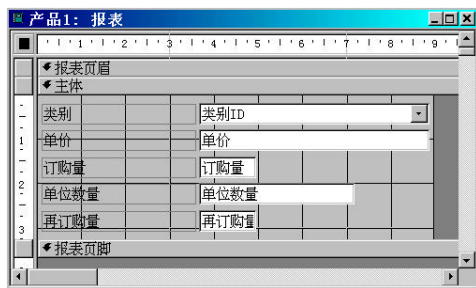 产品1: 报表
1 2 3 4 5 6 7 8 9
报表页眉
主体
类别 类别ID
1 单价 单价
订购量 订购量
2 单位数量 单位数量
3 再订购量 再订购量
报表页脚